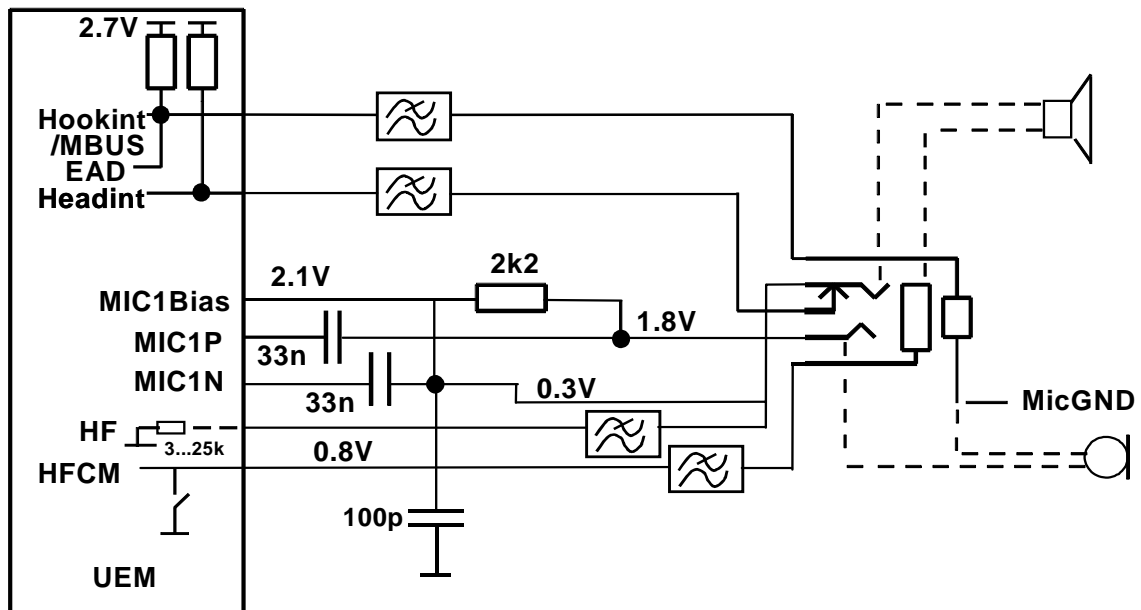 2.7V
Hookint
/MBUS
EAD
Headint
2.1V
2k2
MIC1Bias
1.8V
MIC1P
33n
MIC1N
33n
0.3V
MicGND
HF
3...25k
0.8V
HFCM
100p
UEM